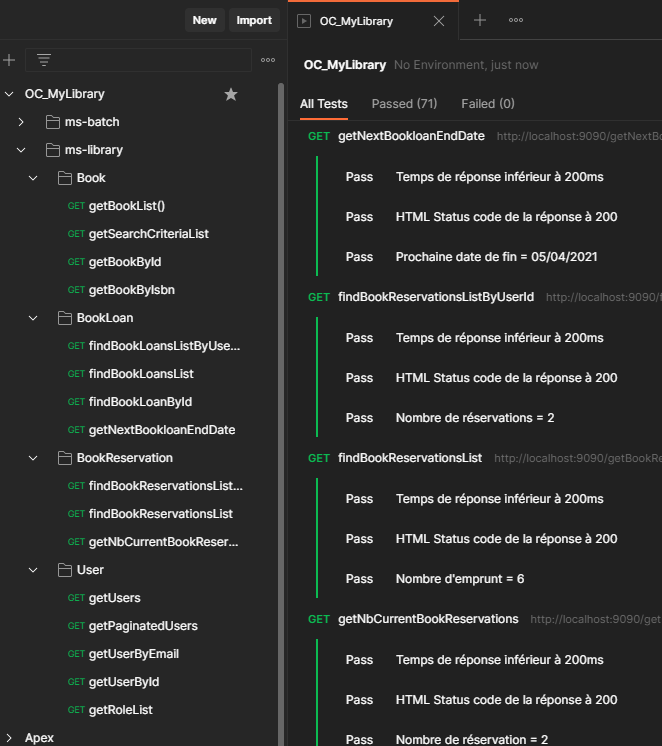 New Import
OC_MyLibrary
ms-batch
ms-library
Book
GET getBookList()
GET getSearchCriteriaList
GET getBookById
GET getBookByIsbn
BookLoan
GET findBookLoansListByUse...
GET findBookLoansList
GET findBookLoanById
GET getNextBookloanEndDate
BookReservation
GET findBookReservationsList...
GET findBookReservationsList
GET getNbCurrentBookReser...
User
GET getUsers
GET getPaginatedUsers
GET getUserByEmail
GET getUserById
GET getRoleList
Apex
OC_MyLibrary
OC_MyLibrary No Environment, just now
All Tests Passed (71) Failed (0)
GET getNextBookloanEndDate http://localhost:9090/getNextBo
Pass Temps de réponse inférieur à 200ms
Pass HTML Status code de la réponse à 200
Pass Prochaine date de fin = 05/04/2021
GET findBookReservationsListByUserId http://localhost:9090/f
Pass Temps de réponse inférieur à 200ms
Pass HTML Status code de la réponse à 200
Pass Nombre de réservations = 2
GET findBookReservationsList http://localhost:9090/getBookRe
Pass Temps de réponse inférieur à 200ms
Pass HTML Status code de la réponse à 200
Pass Nombre d'emprunt = 6
GET getNbCurrentBookReservations http://localhost:9090/get
Pass Temps de réponse inférieur à 200ms
Pass HTML Status code de la réponse à 200
Pass Nombre de réservation = 2